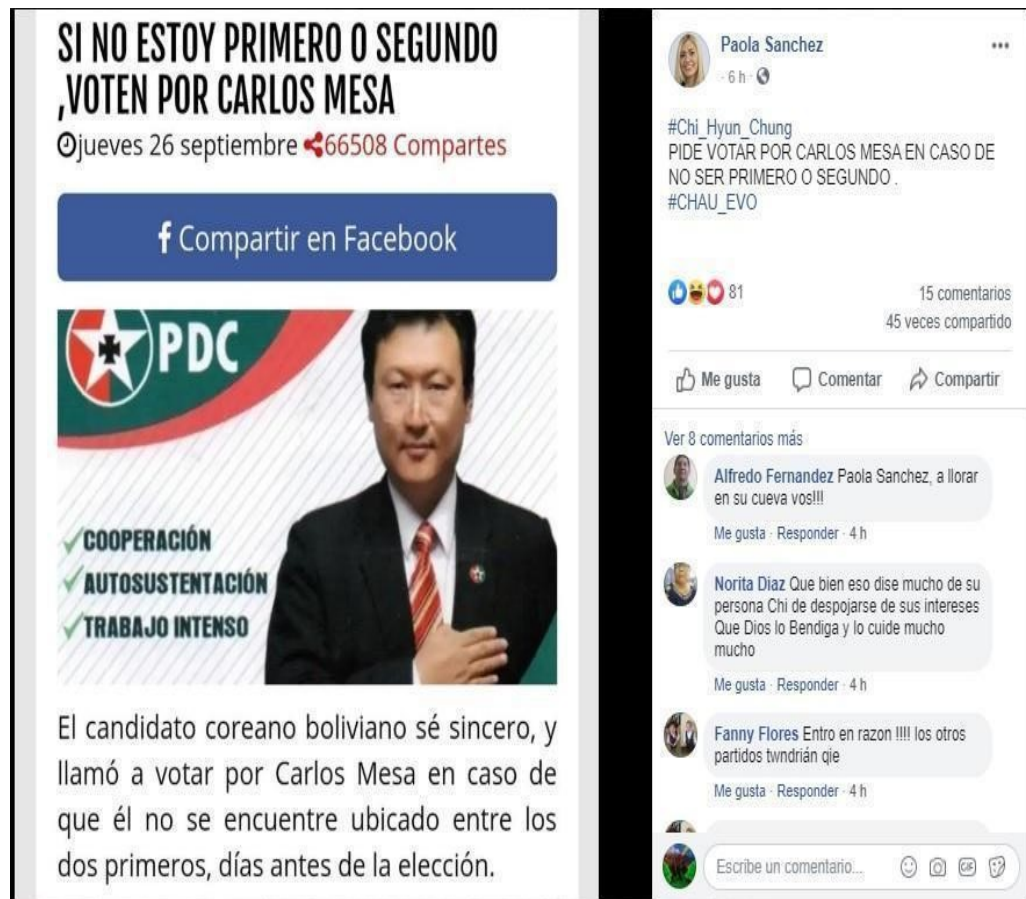 SI NO ESTOY PRIMERO O SEGUNDO
,VOTEN POR CARLOS MESA
jueves 26 septiembre 66508 Compartes
f Compartir en Facebook
PDC
COOPERACIÓN
AUTOSUSTENTACIÓN
TRABAJO INTENSO
El candidato coreano boliviano sé sincero, y
llamó a votar por Carlos Mesa en caso de
que él no se encuentre ubicado entre los
dos primeros, días antes de la elección.
Paola Sanchez
· 6 h ·
#Chi_Hyun_Chung
PIDE VOTAR POR CARLOS MESA EN CASO DE
NO SER PRIMERO O SEGUNDO .
#CHAU_EVO
81
15 comentarios
45 veces compartido
Me gusta Comentar Compartir
Ver 8 comentarios más
Alfredo Fernandez Paola Sanchez, a llorar
en su cueva vos!!!
Me gusta · Responder · 4 h
Norita Diaz Que bien eso dise mucho de su
persona Chi de despojarse de sus intereses
Que Dios lo Bendiga y lo cuide mucho
mucho
Me gusta · Responder · 4 h
Fanny Flores Entro en razon !!!! los otros
partidos twndrián qie
Me gusta · Responder · 4 h
Escribe un comentario...
GIF